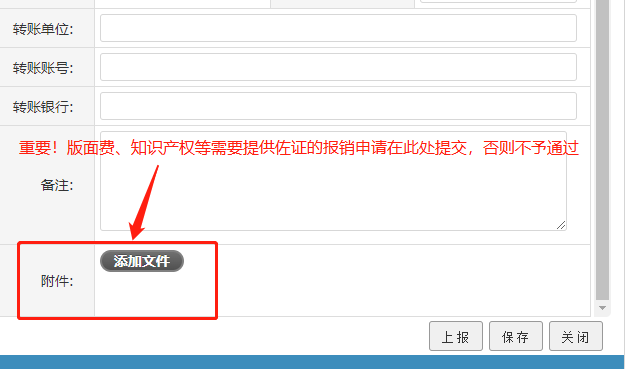 转账单位:
转账账号:
转账银行:
重要！版面费、知识产权等需要提供佐证的报销申请在此处提交，否则不予通过
备注:
附件: 添加文件
上报 保存 关闭